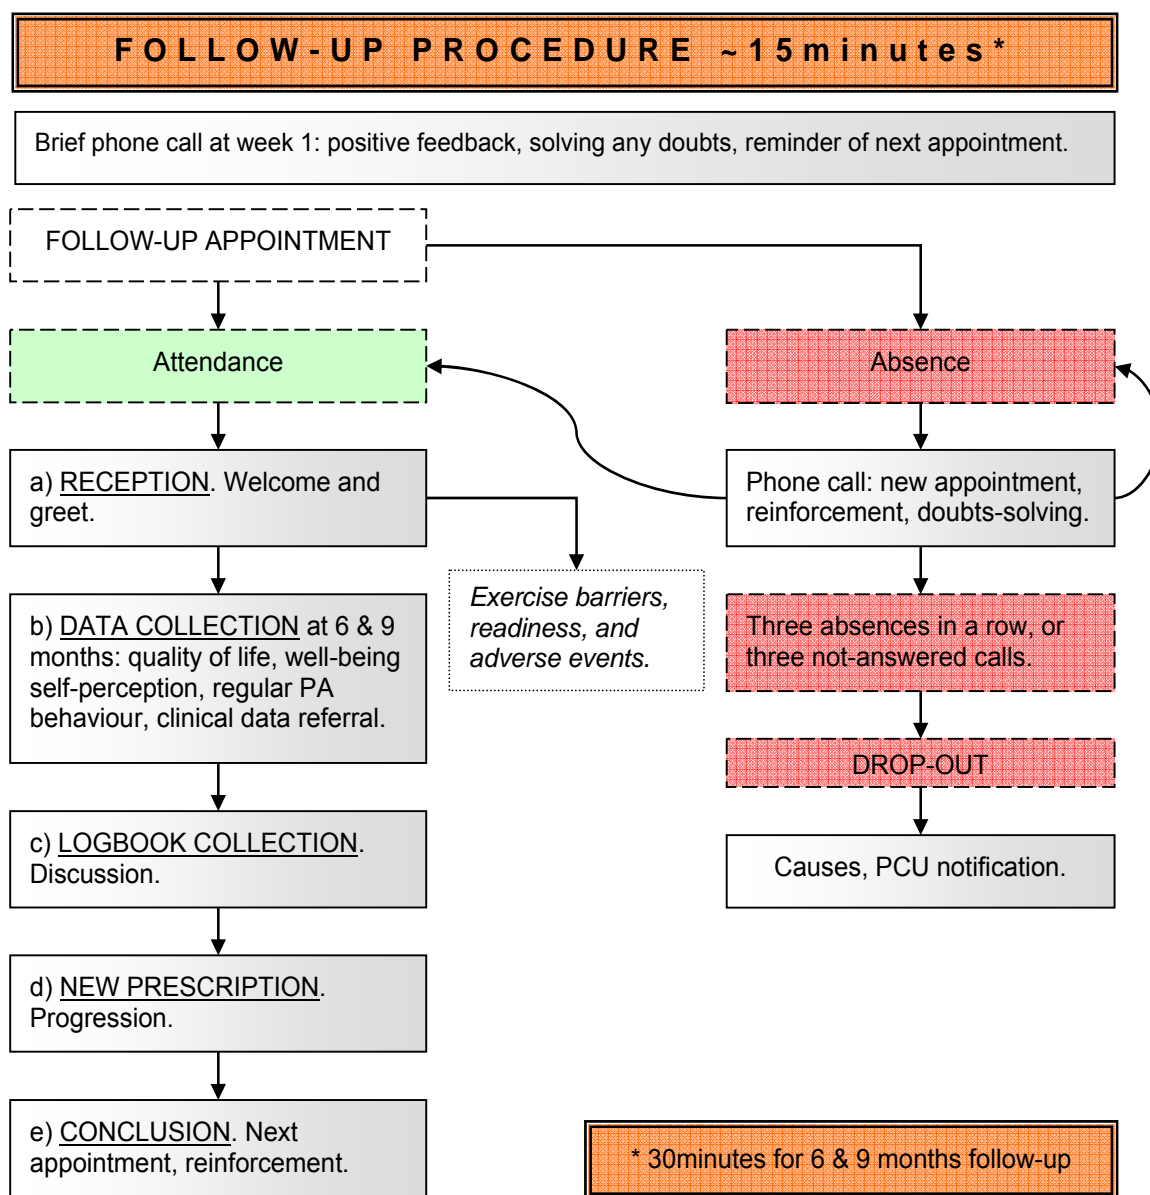 FOLLOW-UP PROCEDURE ~15minutes*
Brief phone call at week 1: positive feedback, solving any doubts, reminder of next appointment.
FOLLOW-UP APPOINTMENT
Attendance
a) RECEPTION. Welcome and
greet.
Exercise barriers,
readiness, and
adverse events.
b) DATA COLLECTION at 6 & 9
months: quality of life, well-being
self-perception, regular PA
behaviour, clinical data referral.
c) LOGBOOK COLLECTION.
Discussion.
d) NEW PRESCRIPTION.
Progression.
e) CONCLUSION. Next
appointment, reinforcement.
Absence
Phone call: new appointment,
reinforcement, doubts-solving.
Three absences in a row, or
three not-answered calls.
DROP-OUT
Causes, PCU notification.
* 30minutes for 6 & 9 months follow-up